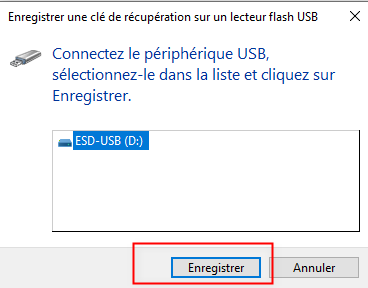 Enregistrer une clé de récupération sur un lecteur flash USB
Connectez le périphérique USB,
sélectionnez-le dans la liste et cliquez sur
Enregistrer.
ESD-USB (D:)
Enregistrer
Annuler